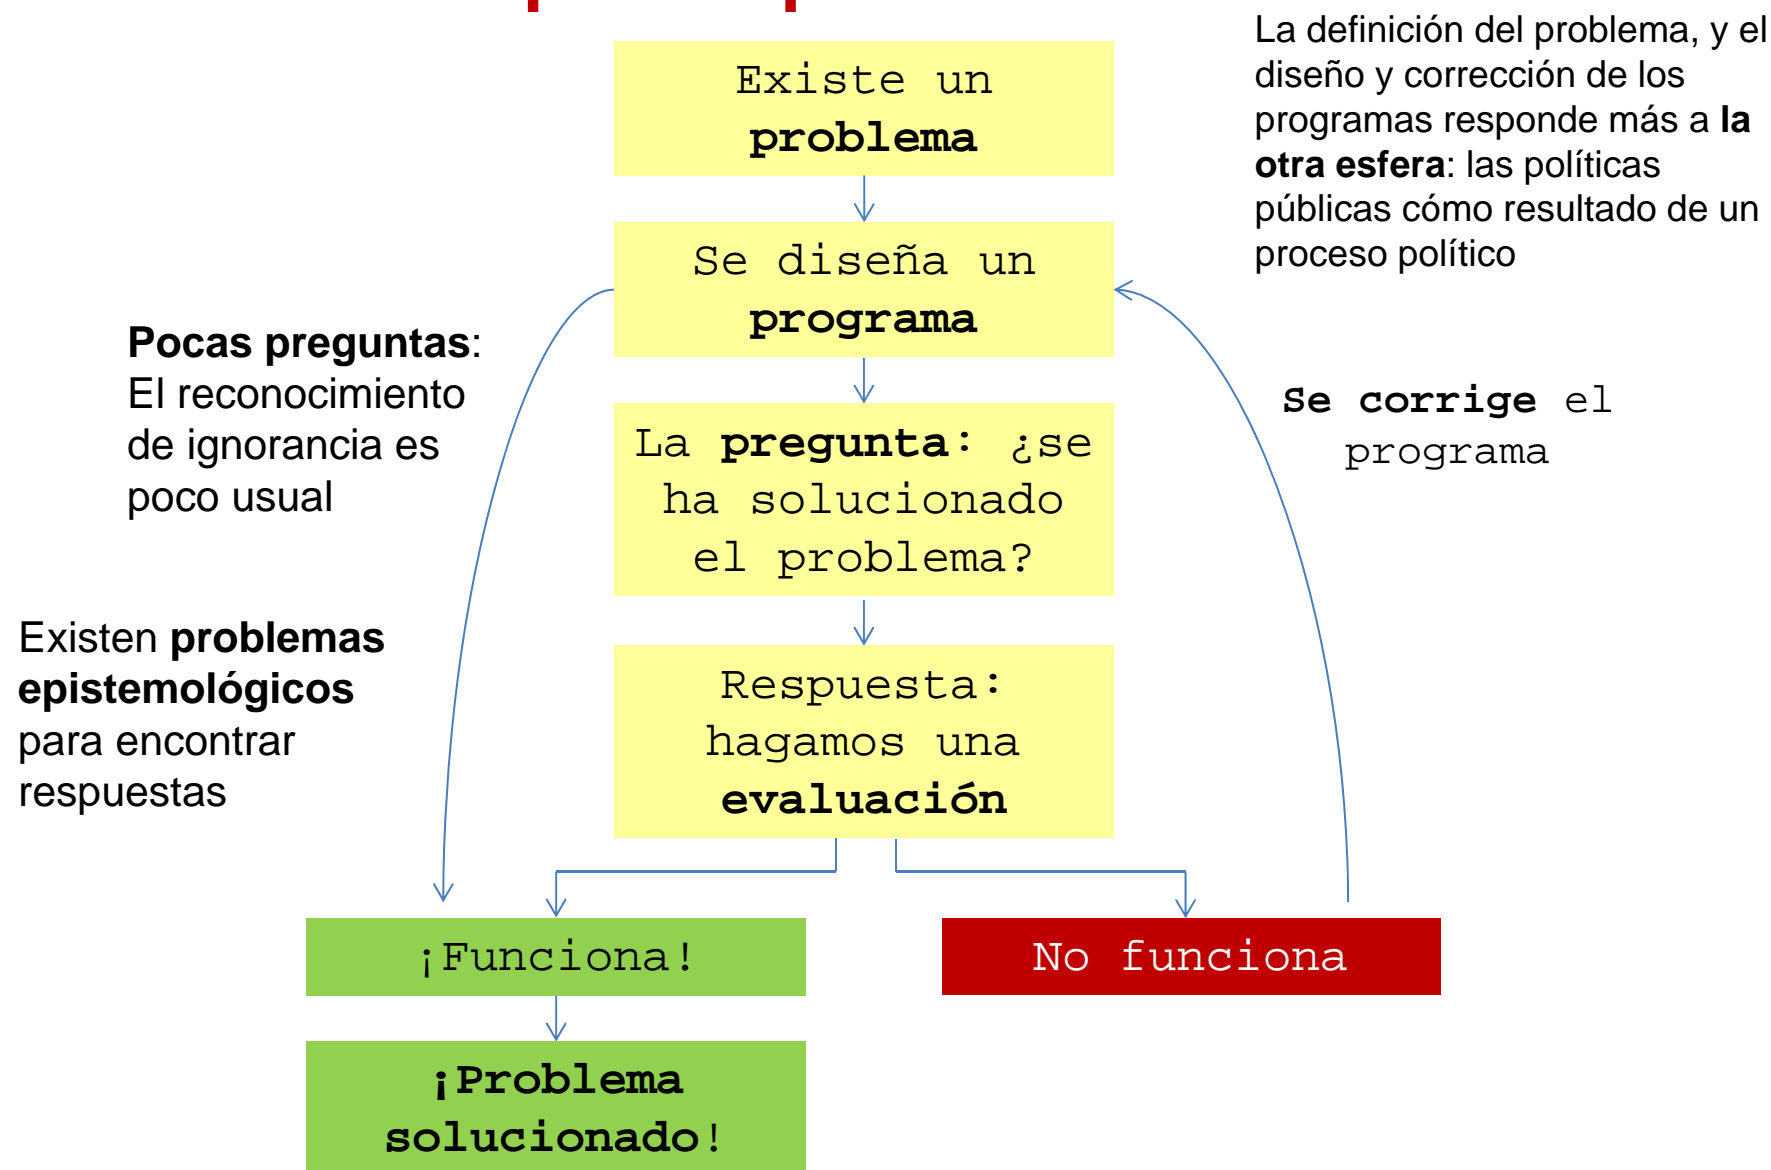 La definición del problema, y el
diseño y corrección de los
programas responde más a la
otra esfera: las políticas
públicas cómo resultado de un
proceso político
Existe un
problema
Se diseña un
programa
Pocas preguntas:
El reconocimiento
de ignorancia es
poco usual
Se corrige el
programa
La pregunta: ¿se
ha solucionado
el problema?
Existen problemas
epistemológicos
para encontrar
respuestas
Respuesta:
hagamos una
evaluación
¡Funciona!
No funciona
¡Problema
solucionado!